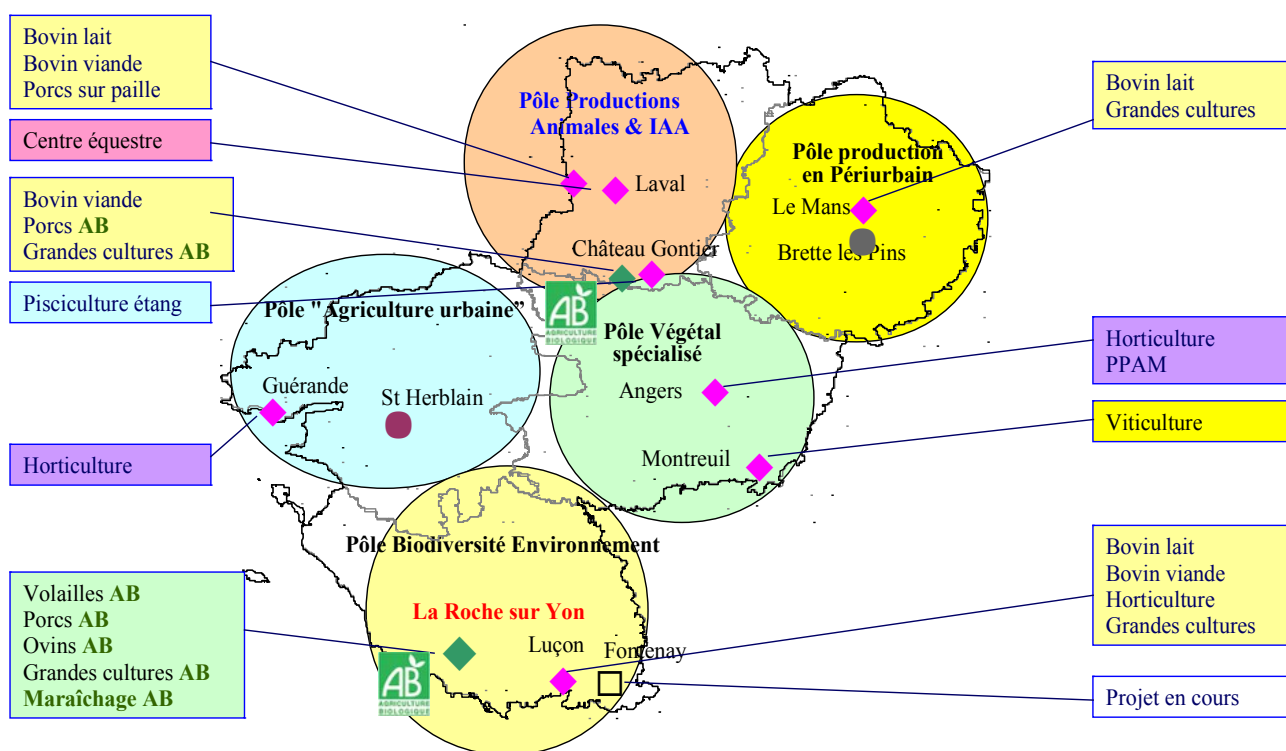 Bovin lait
Bovin viande
Porcs sur paille
Centre équestre
Bovin viande
Porcs AB
Grandes cultures AB
Pisciculture étang
Horticulture
Volailles AB
Porcs AB
Ovins AB
Grandes cultures AB
Maraîchage AB
Pôle Productions
Animales & IAA
Laval
Château Gontier
AB
AGRICULTURE
BIOLOGIQUE
Pôle "Agriculture urbaine”
Guérande
St Herblain
Pôle Végétal
spécialisé
Angers
Montreuil
Pôle production
en Périurbain
Le Mans
Brette les Pins
Pôle Biodiversité Environnement
La Roche sur Yon
Luçon
Fontenay
AB
AGRICULTURE
BIOLOGIQUE
Bovin lait
Grandes cultures
Horticulture
PPAM
Viticulture
Bovin lait
Bovin viande
Horticulture
Grandes cultures
Projet en cours